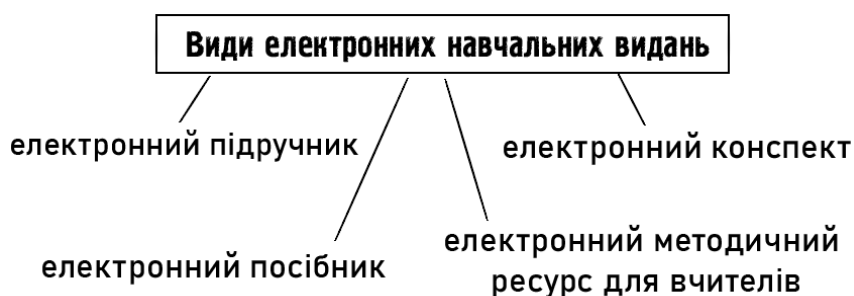 Види електронних навчальних видань
електронний підручник
електронний конспект
електронний посібник
електронний методичний
ресурс для вчителів